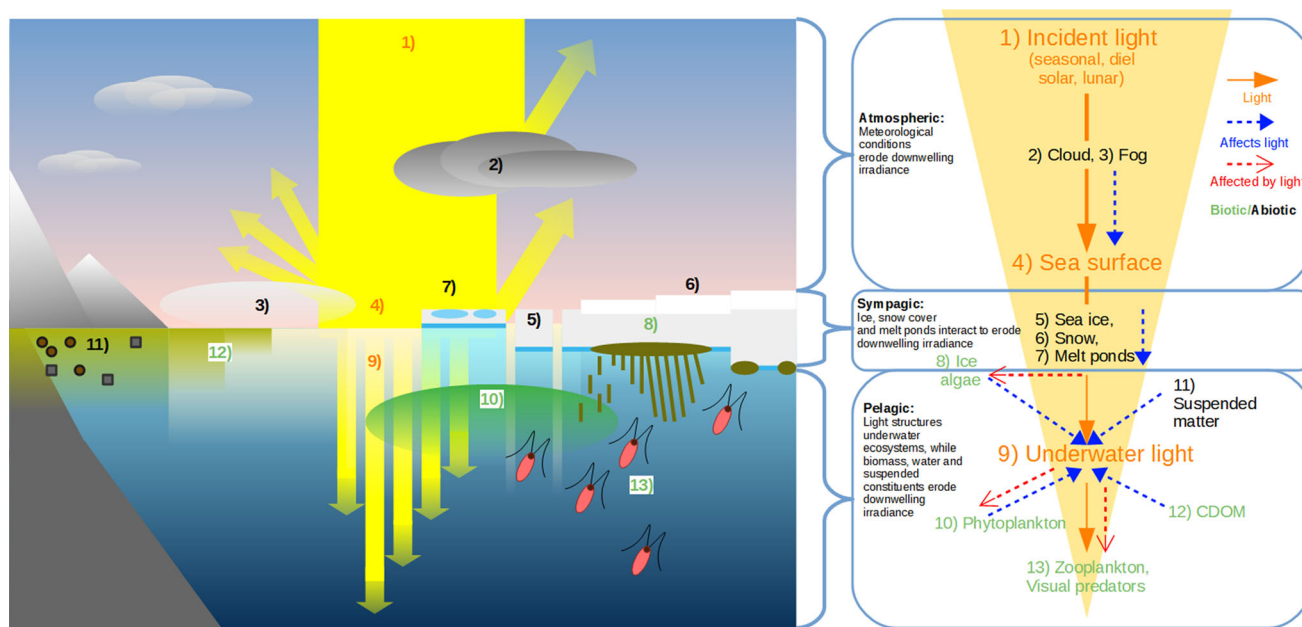 1)
2)
3)
4)
5)
6)
7)
8)
9)
10)
11)
12)
13)
Atmospheric:
Meteorological
conditions
erode downwelling
irradiance
Sympagic:
Ice, snow cover
and melt ponds interact to erode
downwelling irradiance
Pelagic:
Light structures
underwater
ecosystems, while
biomass, water and
suspended
constituents erode
downwelling
irradiance
1) Incident light
(seasonal, diel
solar, lunar)
2) Cloud, 3) Fog
4) Sea surface
5) Sea ice,
6) Snow,
7) Melt ponds
8) Ice
algae
11)
Suspended
matter
9) Underwater light
10) Phytoplankton
12) CDOM
13) Zooplankton,
Visual predators
Light
Affects light
Affected by light
Biotic/Abiotic